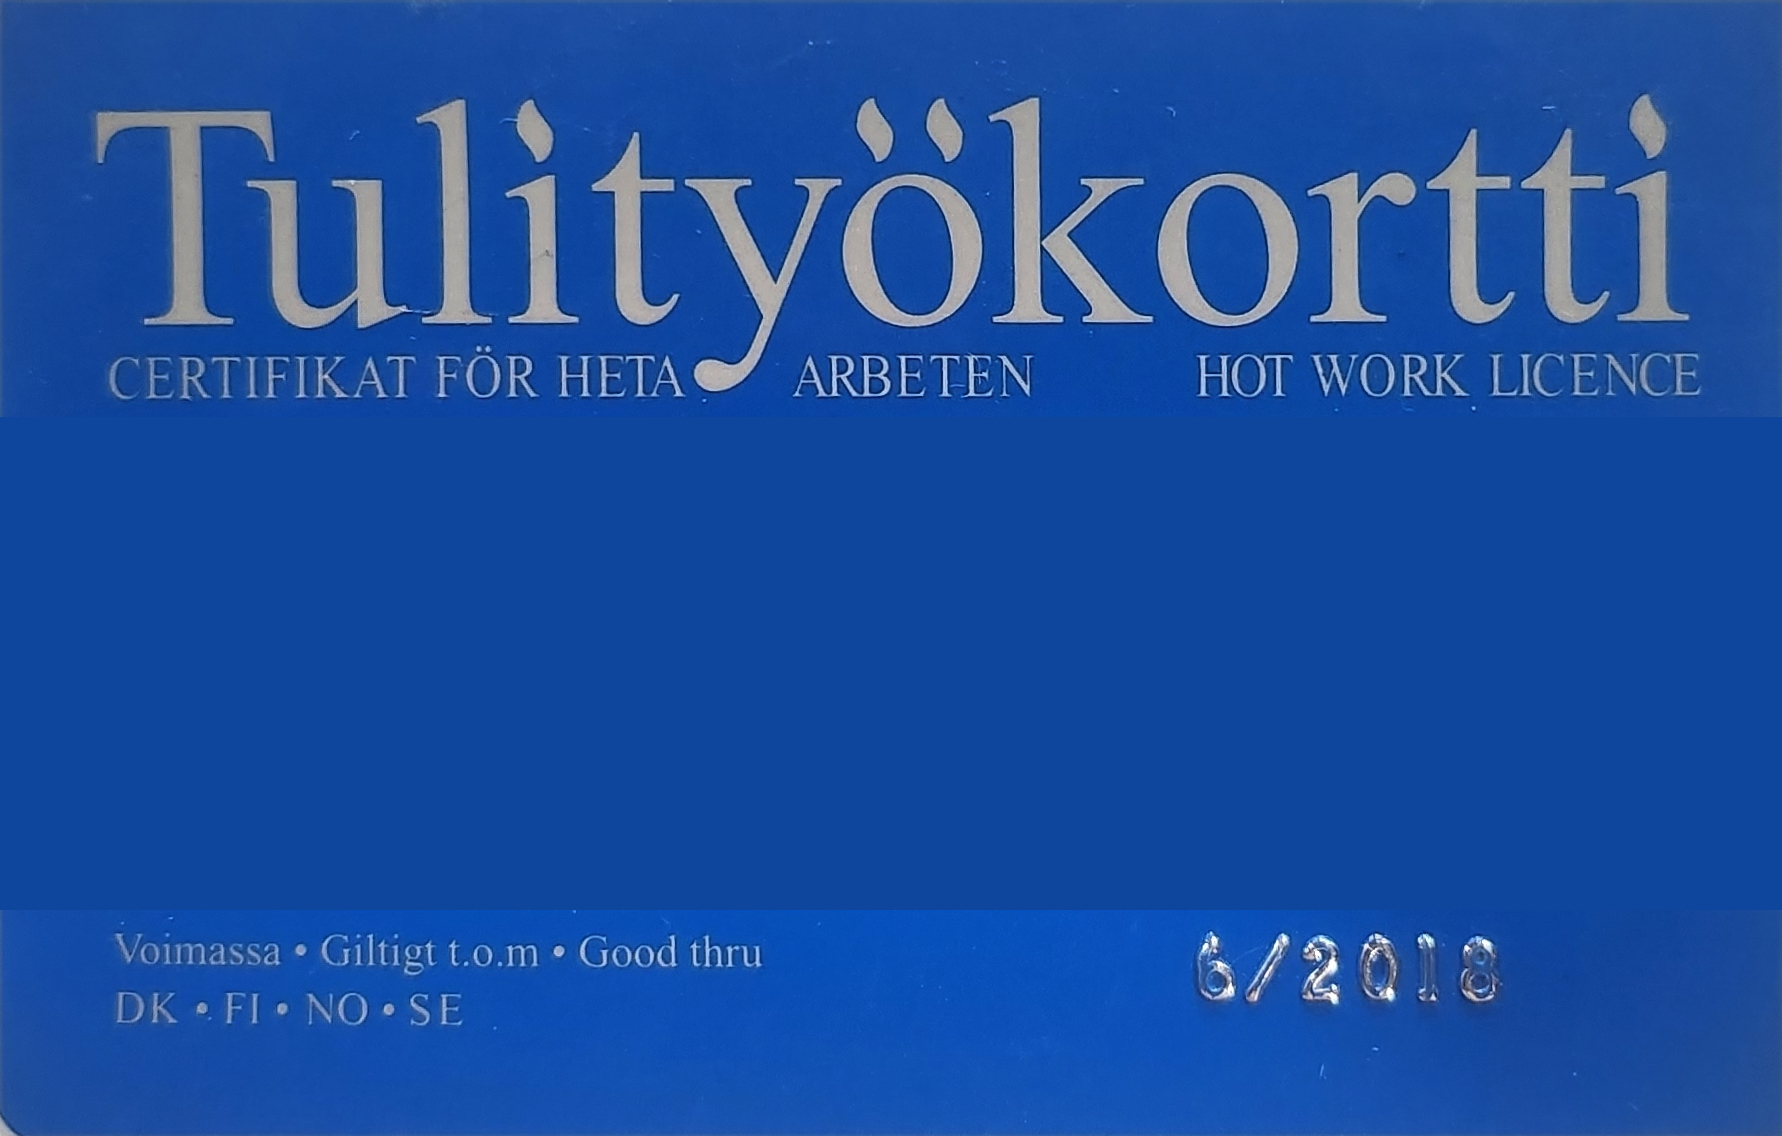 Tulityökortti
CERTIFIKAT FÖR HETA ARBETEN HOT WORK LICENCE
Voimassa • Giltigt t.o.m • Good thru 6/2018
DK • FI • NO • SE